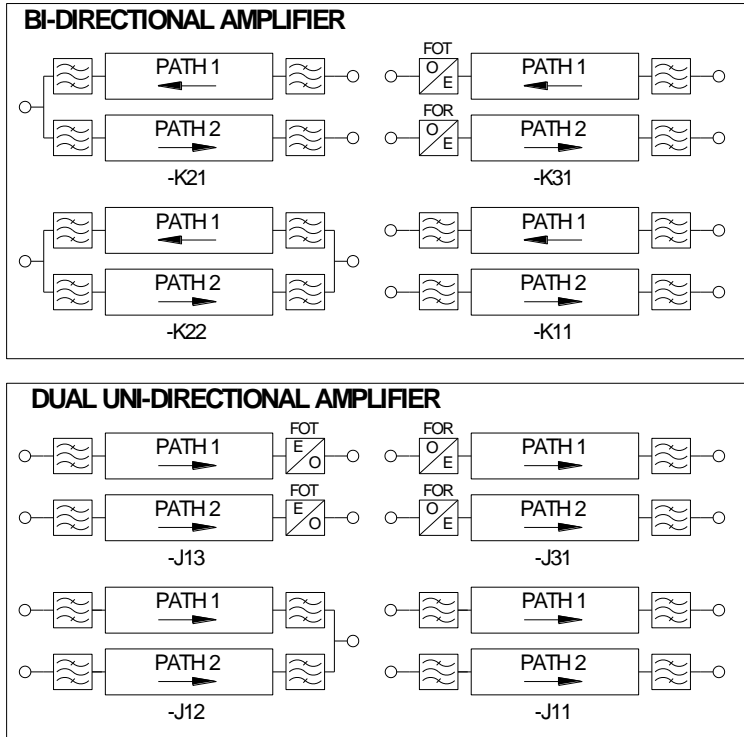 BI-DIRECTIONAL AMPLIFIER
PATH 1
PATH 2
-K21
FOT
O
E
PATH 1
FOR
O
E
PATH 2
-K31
PATH 1
PATH 2
-K22
PATH 1
PATH 2
-K11
DUAL UNI-DIRECTIONAL AMPLIFIER
PATH 1
FOT
E
O
PATH 2
FOT
E
O
-J13
FOR
O
E
PATH 1
FOR
O
E
PATH 2
-J31
PATH 1
PATH 2
-J12
PATH 1
PATH 2
-J11